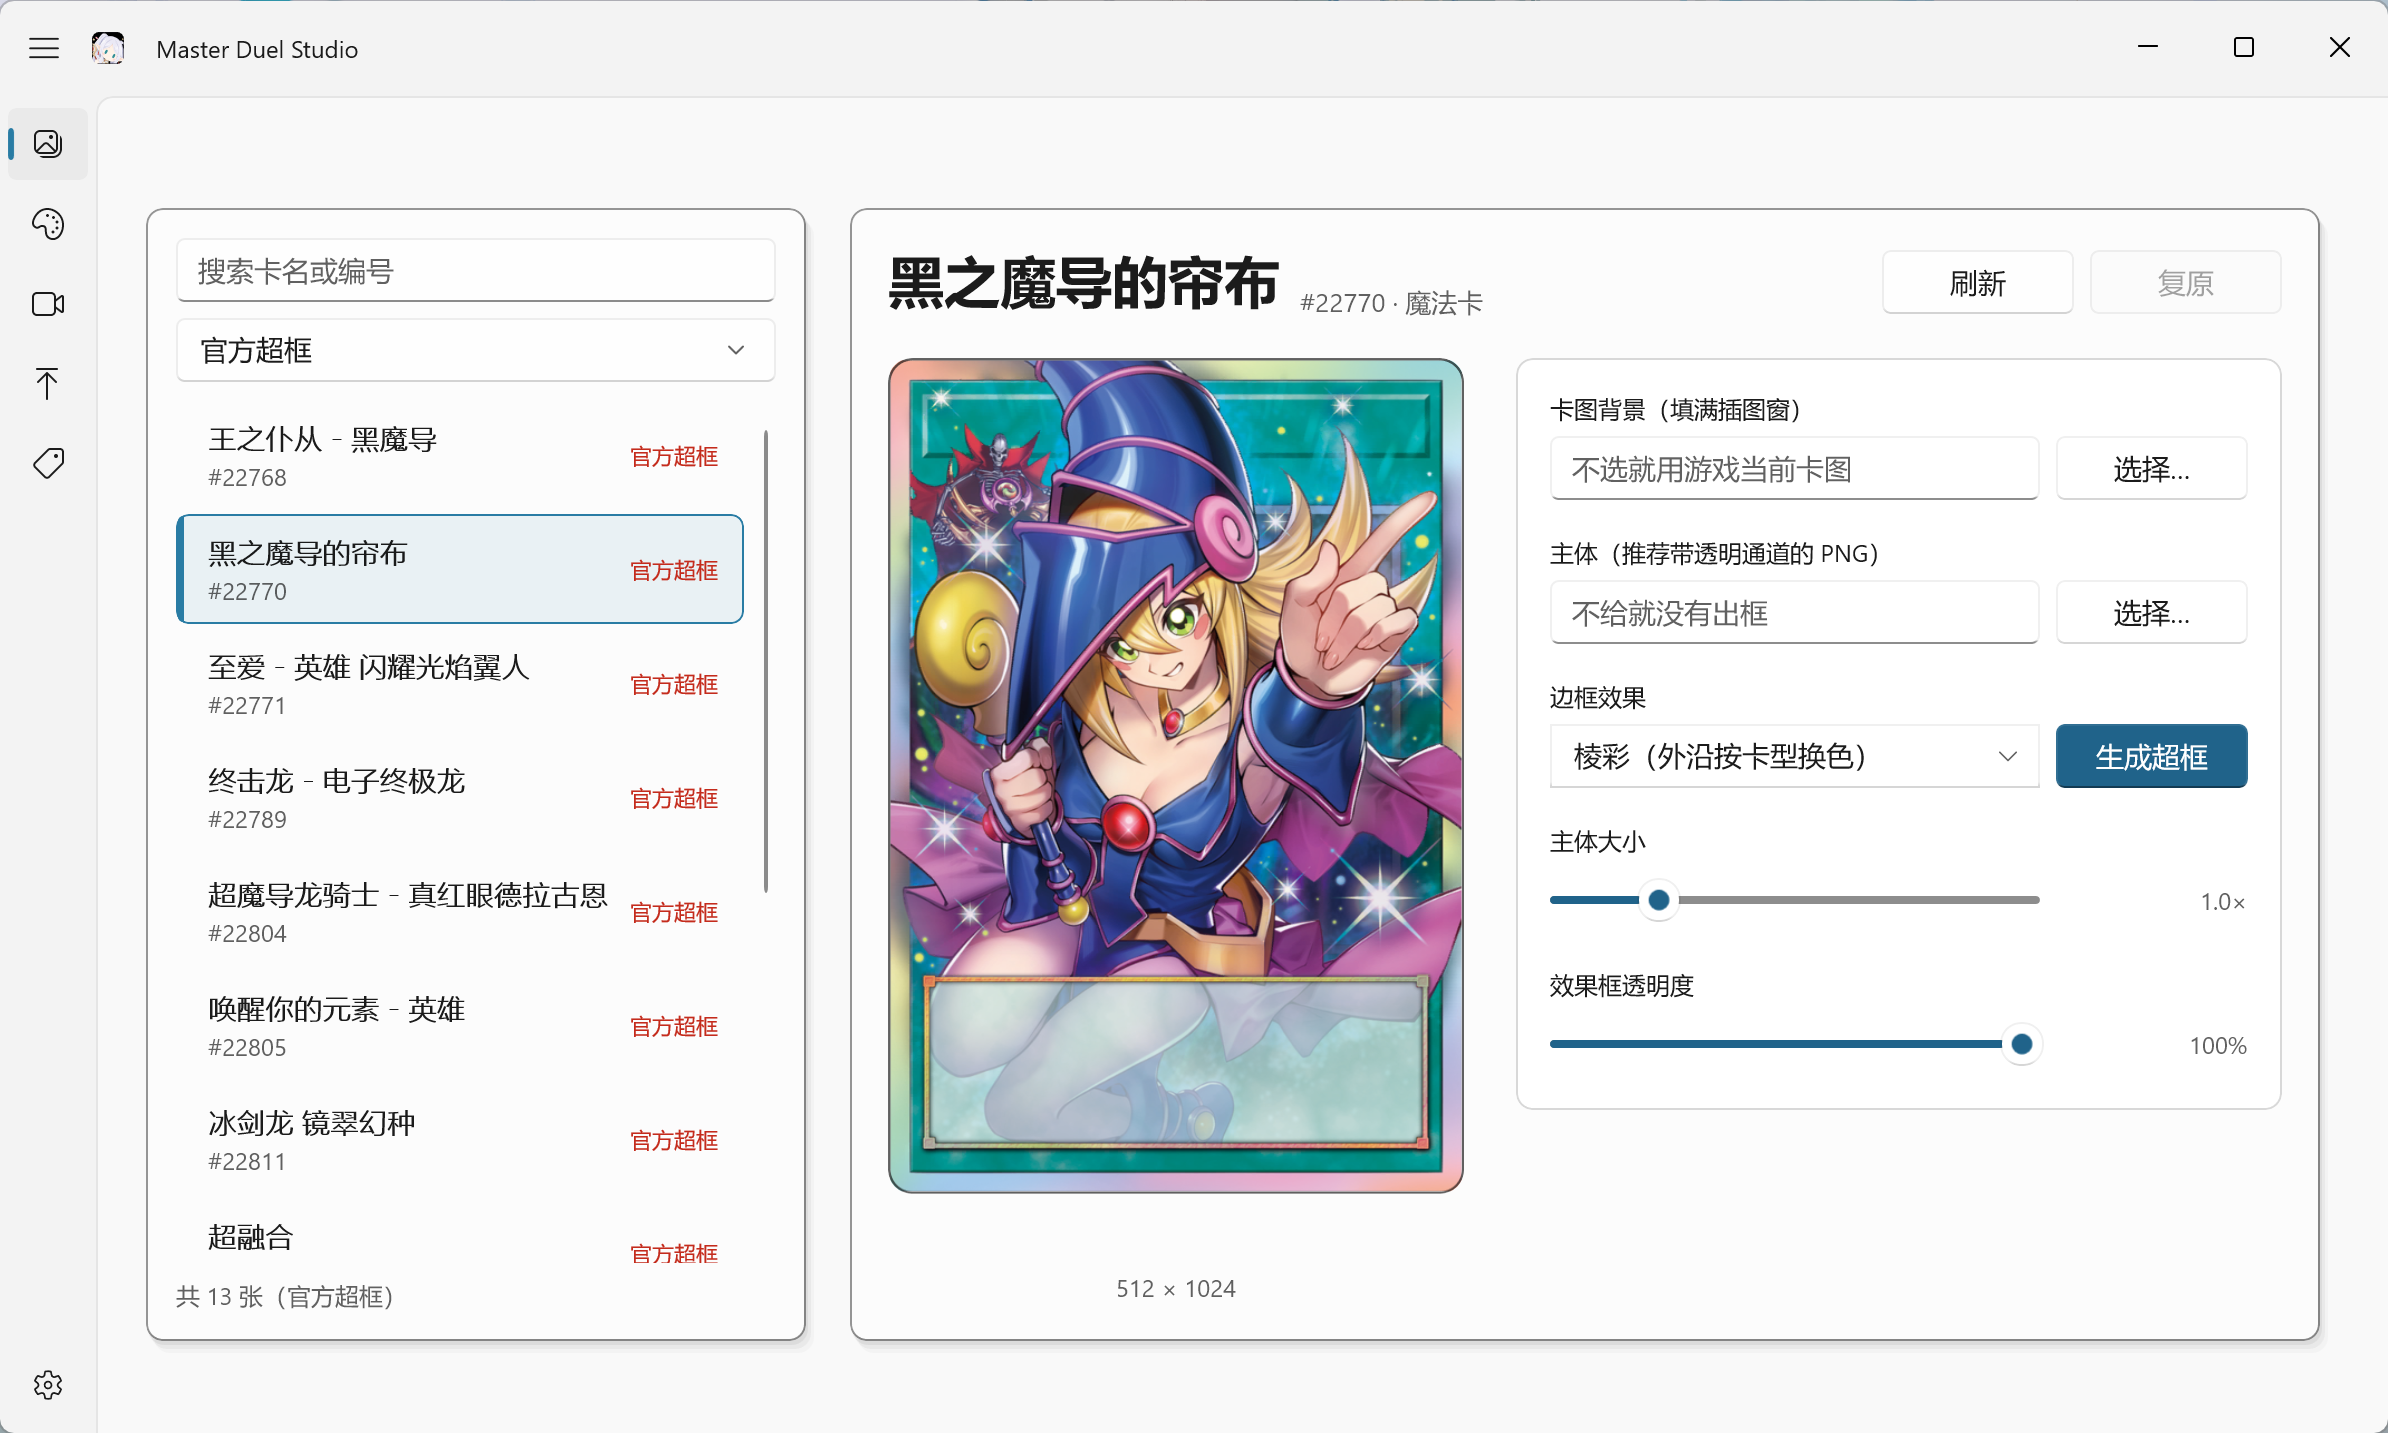 Master Duel Studio
搜索卡名或编号
官方超框
王之仆从 - 黑魔导
#22768
官方超框
黑之魔导的帘布
#22770
官方超框
至爱 - 英雄 闪耀光焰翼人
#22771
官方超框
终击龙 - 电子终极龙
#22789
官方超框
超魔导龙骑士 - 真红眼德拉古恩
#22804
官方超框
唤醒你的元素 - 英雄
#22805
官方超框
冰剑龙 镜翠幻种
#22811
官方超框
超融合
官方超框
共 13 张（官方超框）
黑之魔导的帘布 #22770 · 魔法卡
刷新
复原
512 × 1024
卡图背景（填满插图窗）
不选就用游戏当前卡图
选择...
主体（推荐带透明通道的 PNG）
不给就没有出框
选择...
边框效果
棱彩（外沿按卡型换色）
生成超框
主体大小
1.0×
效果框透明度
100%